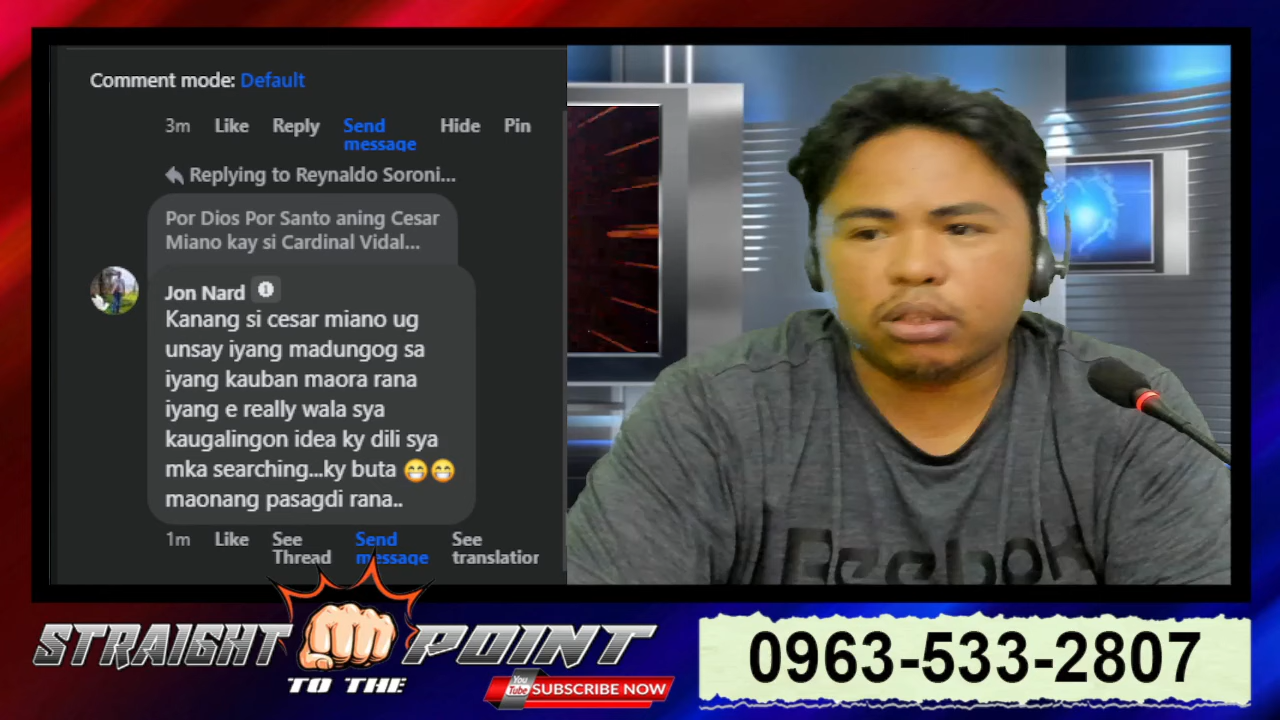 Comment mode: Default
3m Like Reply Send message Hide Pin
Replying to Reynaldo Soroni...
Por Dios Por Santo aning Cesar
Miano kay si Cardinal Vidal...
Jon Nard
Kanang si cesar miano ug
unsay iyang madungog sa
iyang kauban maora rana
iyang e really wala sya
kaugalingon idea ky dili sya
mka searching...ky buta 😁😁
maonang pasagdi rana..
1m Like See Thread Send message See translation
Reebok
STRAIGHT POINT
TO THE
You Tube SUBSCRIBE NOW
0963-533-2807